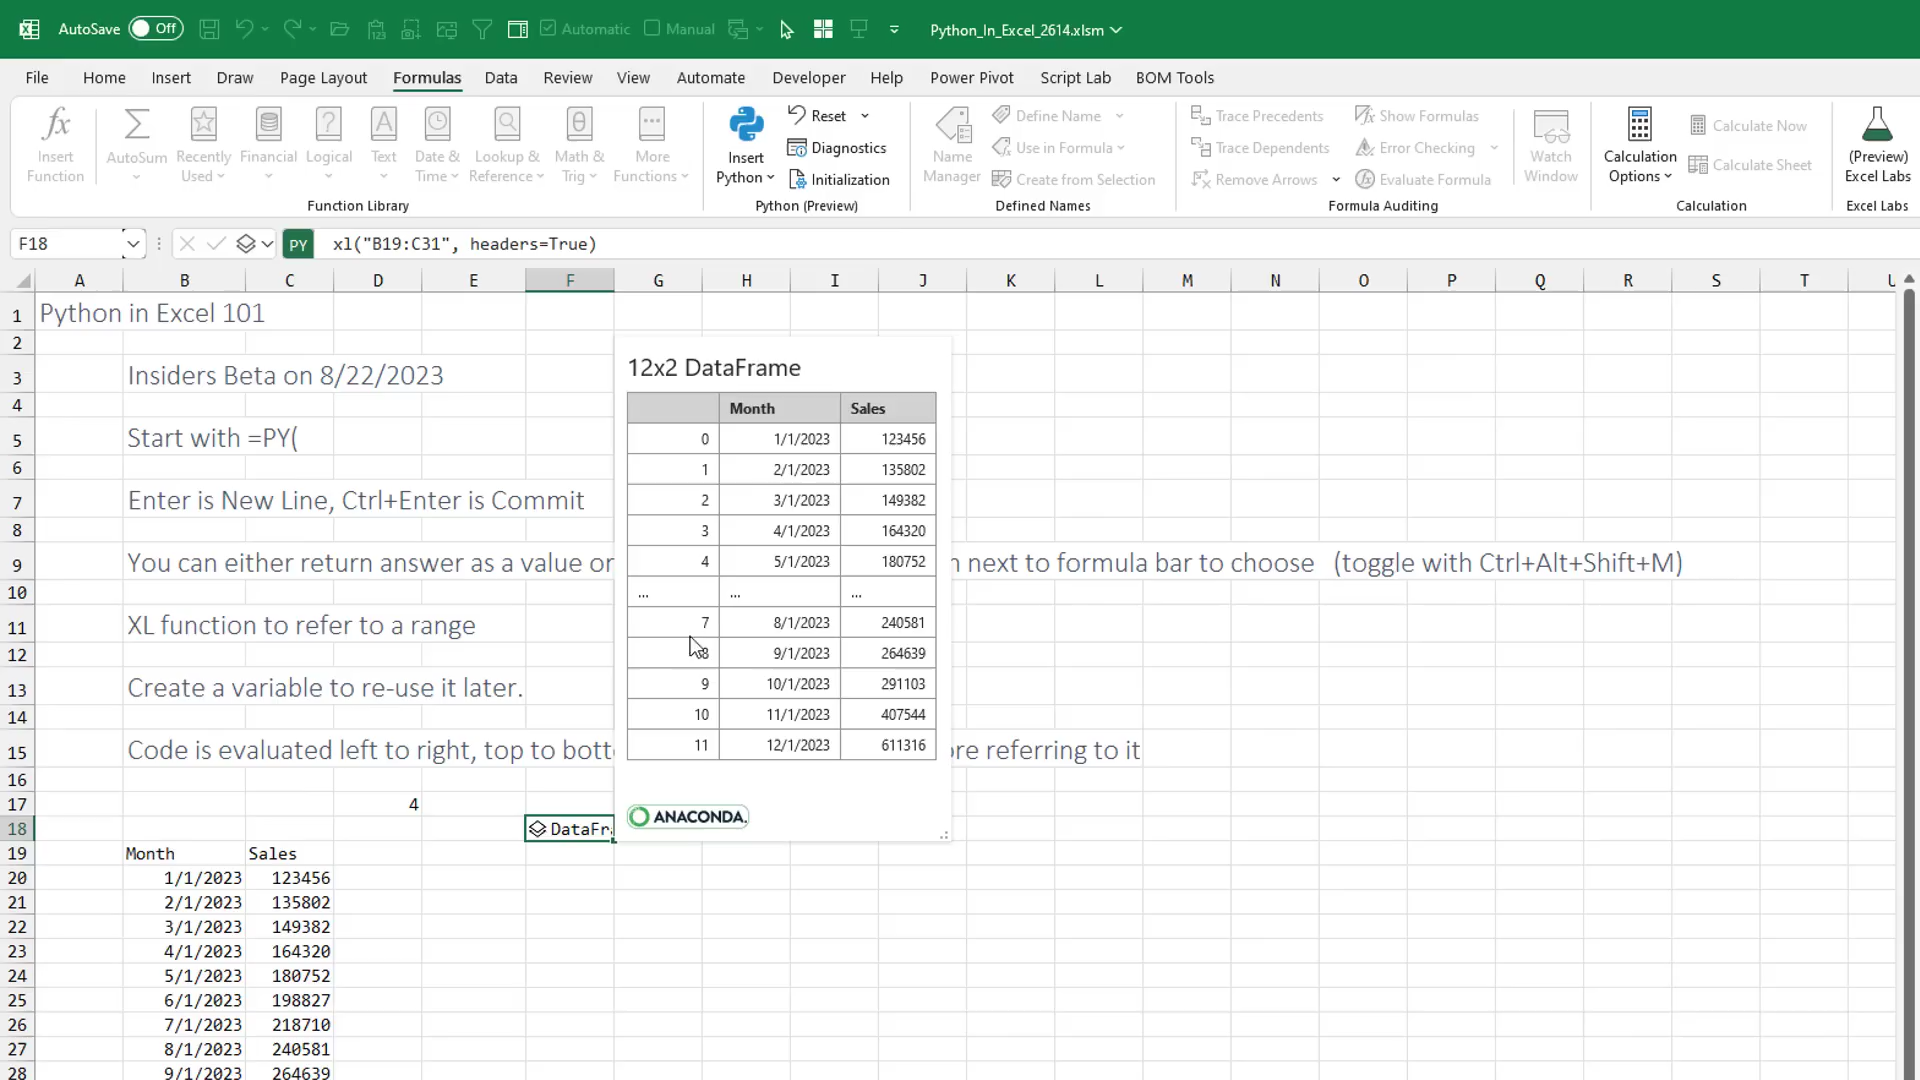 AutoSave Off Automatic Manual Python_In_Excel_2614.xlsm
File Home Insert Draw Page Layout Formulas Data Review View Automate Developer Help Power Pivot Script Lab BOM Tools
Insert Function
AutoSum
Recently Used
Financial
Logical
Text
Date & Time
Lookup & Reference
Math & Trig
More Functions
Function Library
Insert Python
Reset
Diagnostics
Initialization
Python (Preview)
Name Manager
Define Name
Use in Formula
Create from Selection
Defined Names
Trace Precedents
Trace Dependents
Remove Arrows
Show Formulas
Error Checking
Evaluate Formula
Formula Auditing
Watch Window
Calculation Options
Calculate Now
Calculate Sheet
Calculation
(Preview) Excel Labs
Excel Labs
F18 PY xl("B19:C31", headers=True)
A B C D E F G H I J K L M N O P Q R S T U
1 Python in Excel 101
2
3 Insiders Beta on 8/22/2023
4
5 Start with =PY(
6
7 Enter is New Line, Ctrl+Enter is Commit
8
9 You can either return answer as a value or n next to formula bar to choose (toggle with Ctrl+Alt+Shift+M)
10
11 XL function to refer to a range
12
13 Create a variable to re-use it later.
14
15 Code is evaluated left to right, top to bott re referring to it
16
17 4
18 DataFr
19 Month Sales
20 1/1/2023 123456
21 2/1/2023 135802
22 3/1/2023 149382
23 4/1/2023 164320
24 5/1/2023 180752
25 6/1/2023 198827
26 7/1/2023 218710
27 8/1/2023 240581
28 9/1/2023 264639
12x2 DataFrame
Month Sales
0 1/1/2023 123456
1 2/1/2023 135802
2 3/1/2023 149382
3 4/1/2023 164320
4 5/1/2023 180752
... ... ...
7 8/1/2023 240581
8 9/1/2023 264639
9 10/1/2023 291103
10 11/1/2023 407544
11 12/1/2023 611316
ANACONDA.